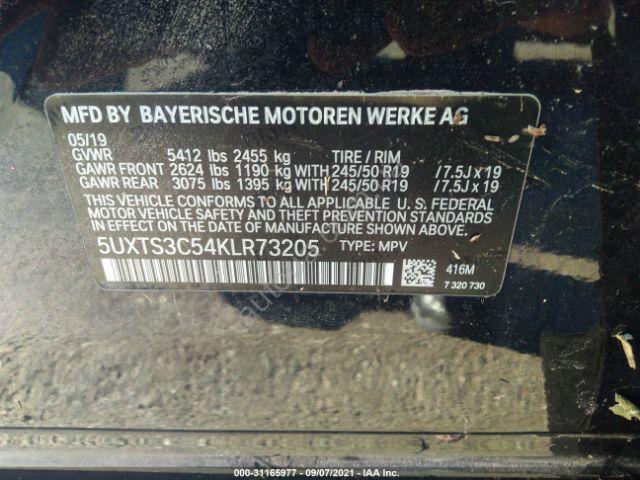 MFD BY BAYERISCHE MOTOREN WERKE AG
05/19
GVWR 5412 lbs 2455 kg TIRE / RIM
GAWR FRONT 2624 lbs 1190 kg WITH 245/50 R19 /7.5J x 19
GAWR REAR 3075 lbs 1395 kg WITH 245/50 R19 /7.5J x 19
THIS VEHICLE CONFORMS TO ALL APPLICABLE U. S. FEDERAL
MOTOR VEHICLE SAFETY AND THEFT PREVENTION STANDARDS
IN EFFECT ON THE DATE OF MANUFACTURE SHOWN ABOVE.
5UXTS3C54KLR73205 TYPE: MPV
416M
7 320 730
000-31165977 - 09/07/2021 - IAA Inc.